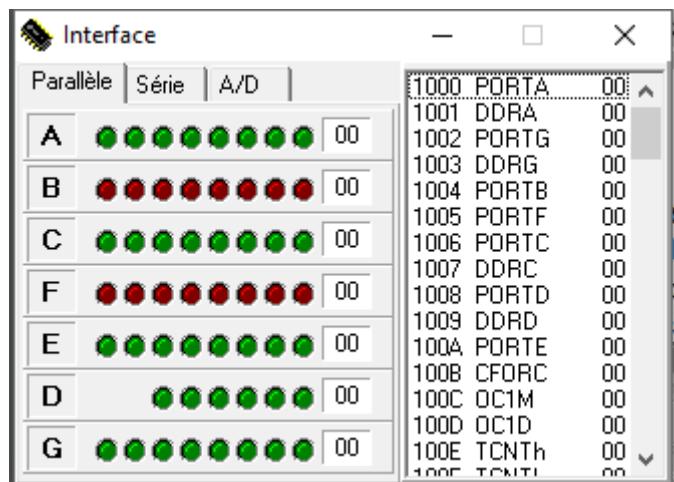 Interface
Parallèle Série A/D
A 00
B 00
C 00
F 00
E 00
D 00
G 00
1000 PORTA 00
1001 DDRA 00
1002 PORTG 00
1003 DDRG 00
1004 PORTB 00
1005 PORTF 00
1006 PORTC 00
1007 DDRC 00
1008 PORTD 00
1009 DDRD 00
100A PORTE 00
100B CFORC 00
100C OC1M 00
100D OC1D 00
100E TCNTh 00